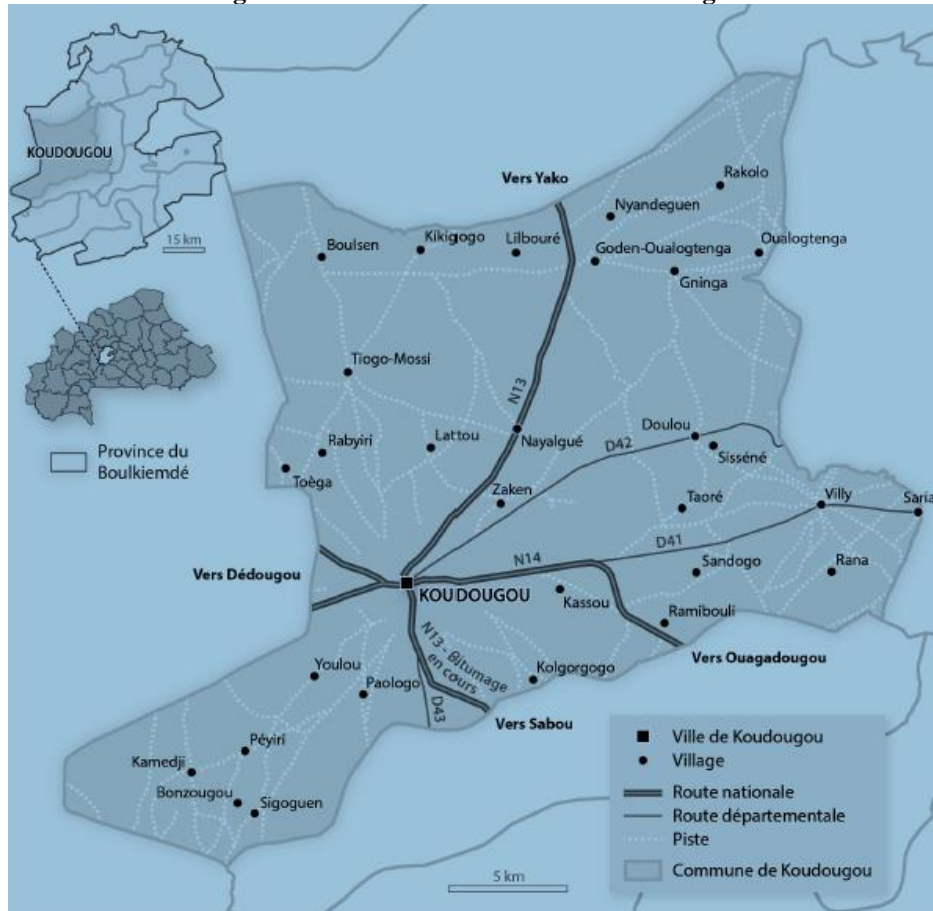 KOUDOUGOU
15 km
Province du
Boulkiemdé
Vers Yako
Rakolo
Nyandeguen
Boulsen
Kikigogo
Lilbouré
Goden-Oualogtenga
Oualogtenga
Gninga
Tiogo-Mossi
N13
Rabyiri
Lattou
Nayalgué
D42
Doulou
Sisséné
Toèga
Zaken
Taoré
Villy
Saria
D41
Vers Dédougou
N14
Sandogo
Rana
KOUDOUGOU
Kassou
Ramibouli
Vers Ouagadougou
N13 - Bitumage
en cours
Youlou
Paologo
Kolgorgogo
D43
Vers Sabou
Péyiri
Kamedji
Bonzougou
Sigoguen
Ville de Koudougou
Village
Route nationale
Route départementale
Piste
Commune de Koudougou
5 km